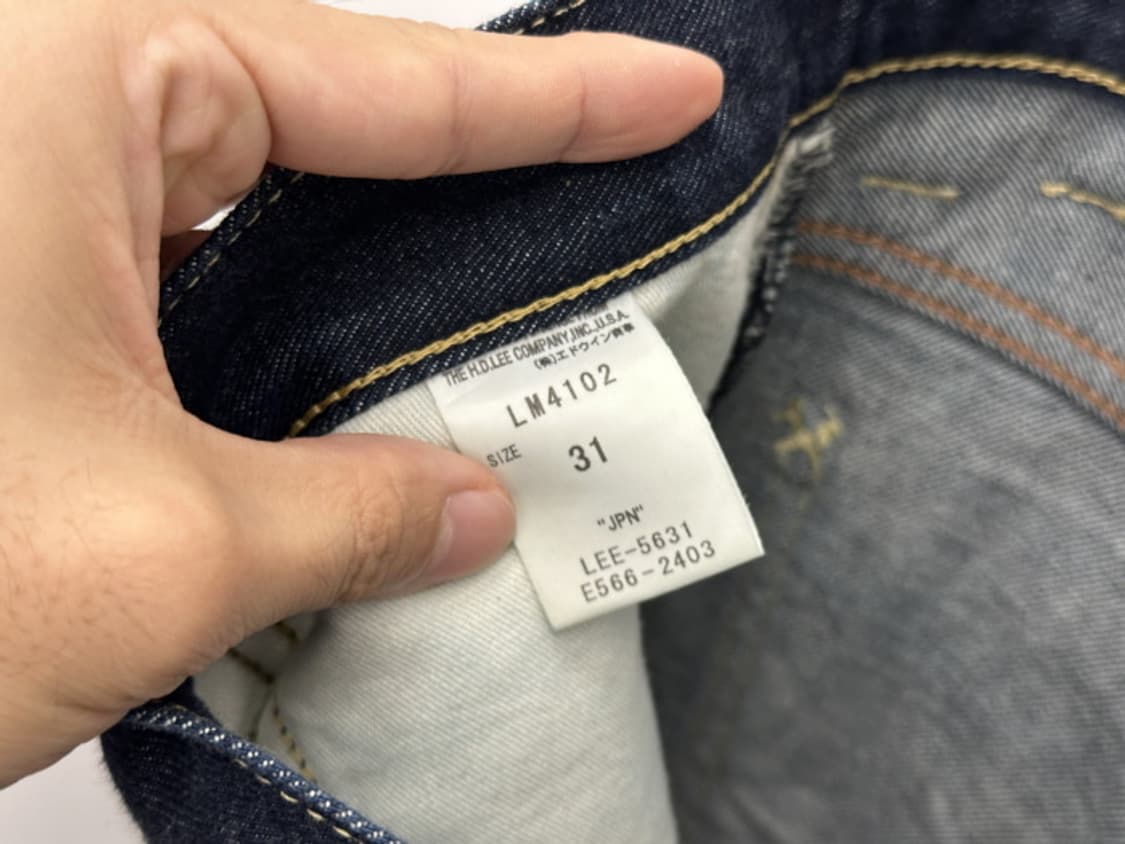 THE H.D.LEE COMPANY,INC.,U.S.A.
(株)エドウイン商事
LM4102
SIZE 31
"JPN"
LEE-5631
E566-2403